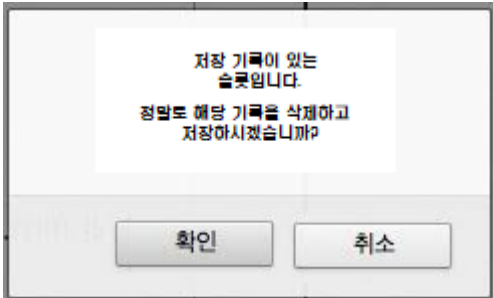 저장 기록이 있는
슬롯입니다.
정말로 해당 기록을 삭제하고
저장하시겠습니까?
확인
취소